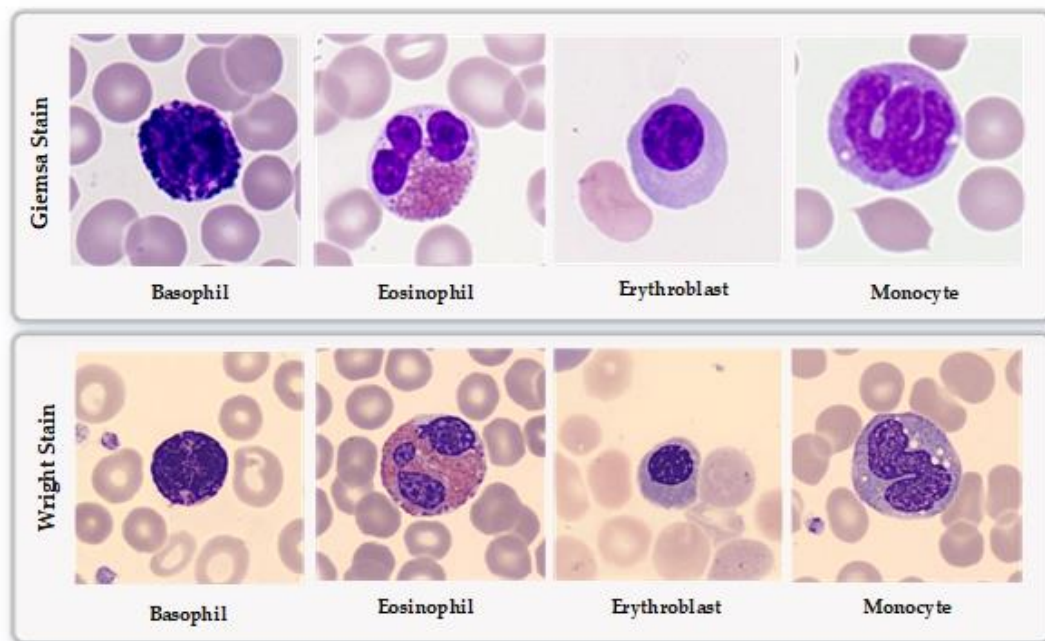 Giemsa Stain
Basophil
Eosinophil
Erythroblast
Monocyte
Wright Stain
Basophil
Eosinophil
Erythroblast
Monocyte